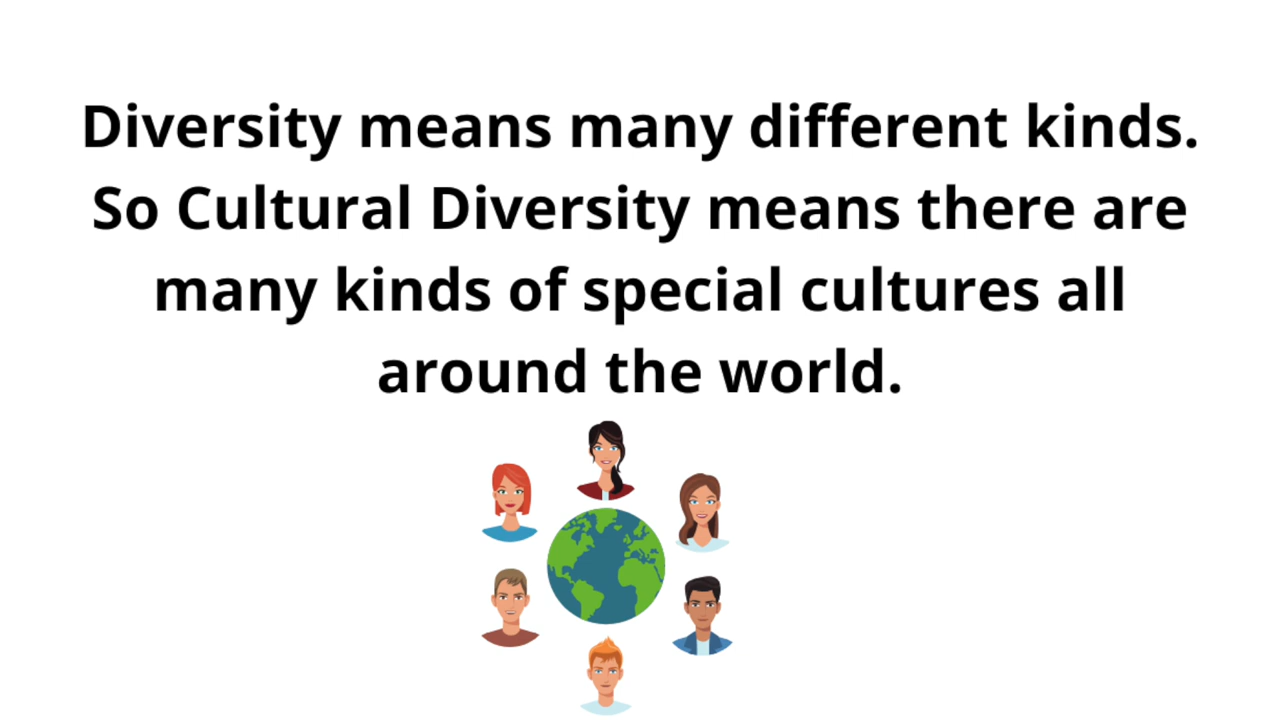 Diversity means many different kinds.
So Cultural Diversity means there are
many kinds of special cultures all
around the world.